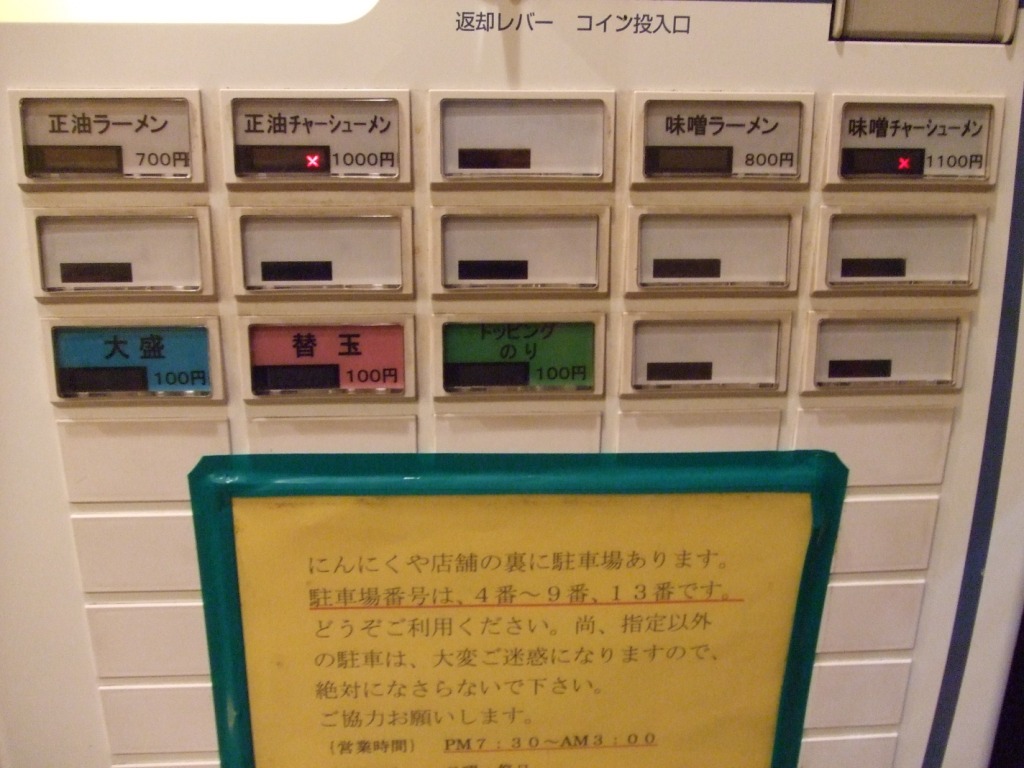 返却レバー コイン投入口
正油ラーメン
700円
正油チャーシューメン
1000円
味噌ラーメン
800円
味噌チャーシューメン
1100円
大盛
100円
替玉
100円
トッピング
のり
100円
にんにくや店舗の裏に駐車場あります。
駐車場番号は、4番〜9番、13番です。
どうぞご利用ください。尚、指定以外
の駐車は、大変ご迷惑になりますので、
絶対になさらないで下さい。
ご協力お願いします。
(営業時間) PM7:30〜AM3:00